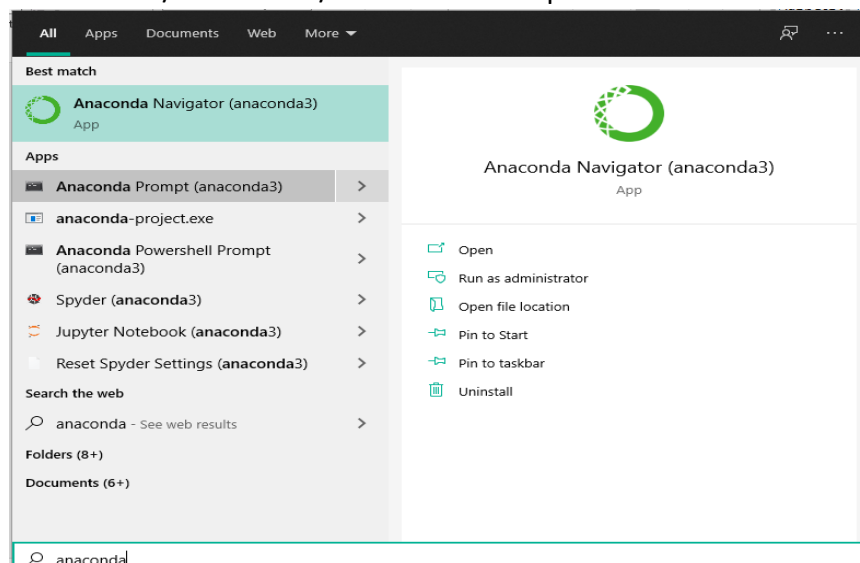 All Apps Documents Web More
Best match
Anaconda Navigator (anaconda3)
App
Apps
Anaconda Prompt (anaconda3)
anaconda-project.exe
Anaconda Powershell Prompt
(anaconda3)
Spyder (anaconda3)
Jupyter Notebook (anaconda3)
Reset Spyder Settings (anaconda3)
Search the web
anaconda - See web results
Folders (8+)
Documents (6+)
anaconda
Anaconda Navigator (anaconda3)
App
Open
Run as administrator
Open file location
Pin to Start
Pin to taskbar
Uninstall